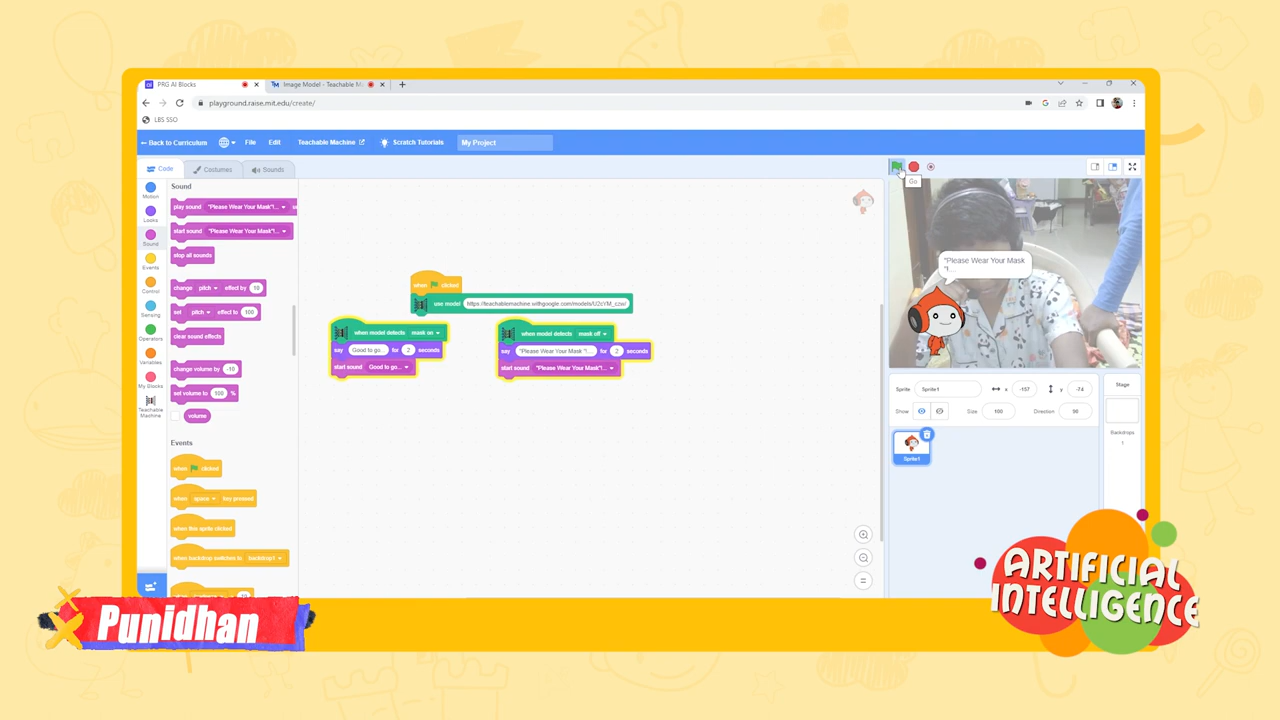 PRG AI Blocks
Image Model - Teachable M
playground.raise.mit.edu/create/
LBS SSO
← Back to Curriculum
File
Edit
Teachable Machine
Scratch Tutorials
My Project
Code
Costumes
Sounds
Go
Motion
Looks
Sound
Events
Control
Sensing
Operators
Variables
My Blocks
Teachable
Machine
Sound
play sound "Please Wear Your Mask"!...
start sound "Please Wear Your Mask"!...
stop all sounds
change pitch effect by 10
set pitch effect to 100
clear sound effects
change volume by -10
set volume to 100 %
volume
Events
when clicked
when space key pressed
when this sprite clicked
when backdrop switches to backdrop1
when clicked
use model
when model detects mask on
say Good to go... for 2 seconds
start sound Good to go...
when model detects mask off
say "Please Wear Your Mask "!... for 2 seconds
start sound "Please Wear Your Mask"!...
"Please Wear Your Mask
"!...
Sprite Sprite1 x -157 y -74
Show Size 100 Direction 90
Sprite1
Stage
Backdrops
1
Punidhan
ARTIFICIAL
INTELLIGENCE